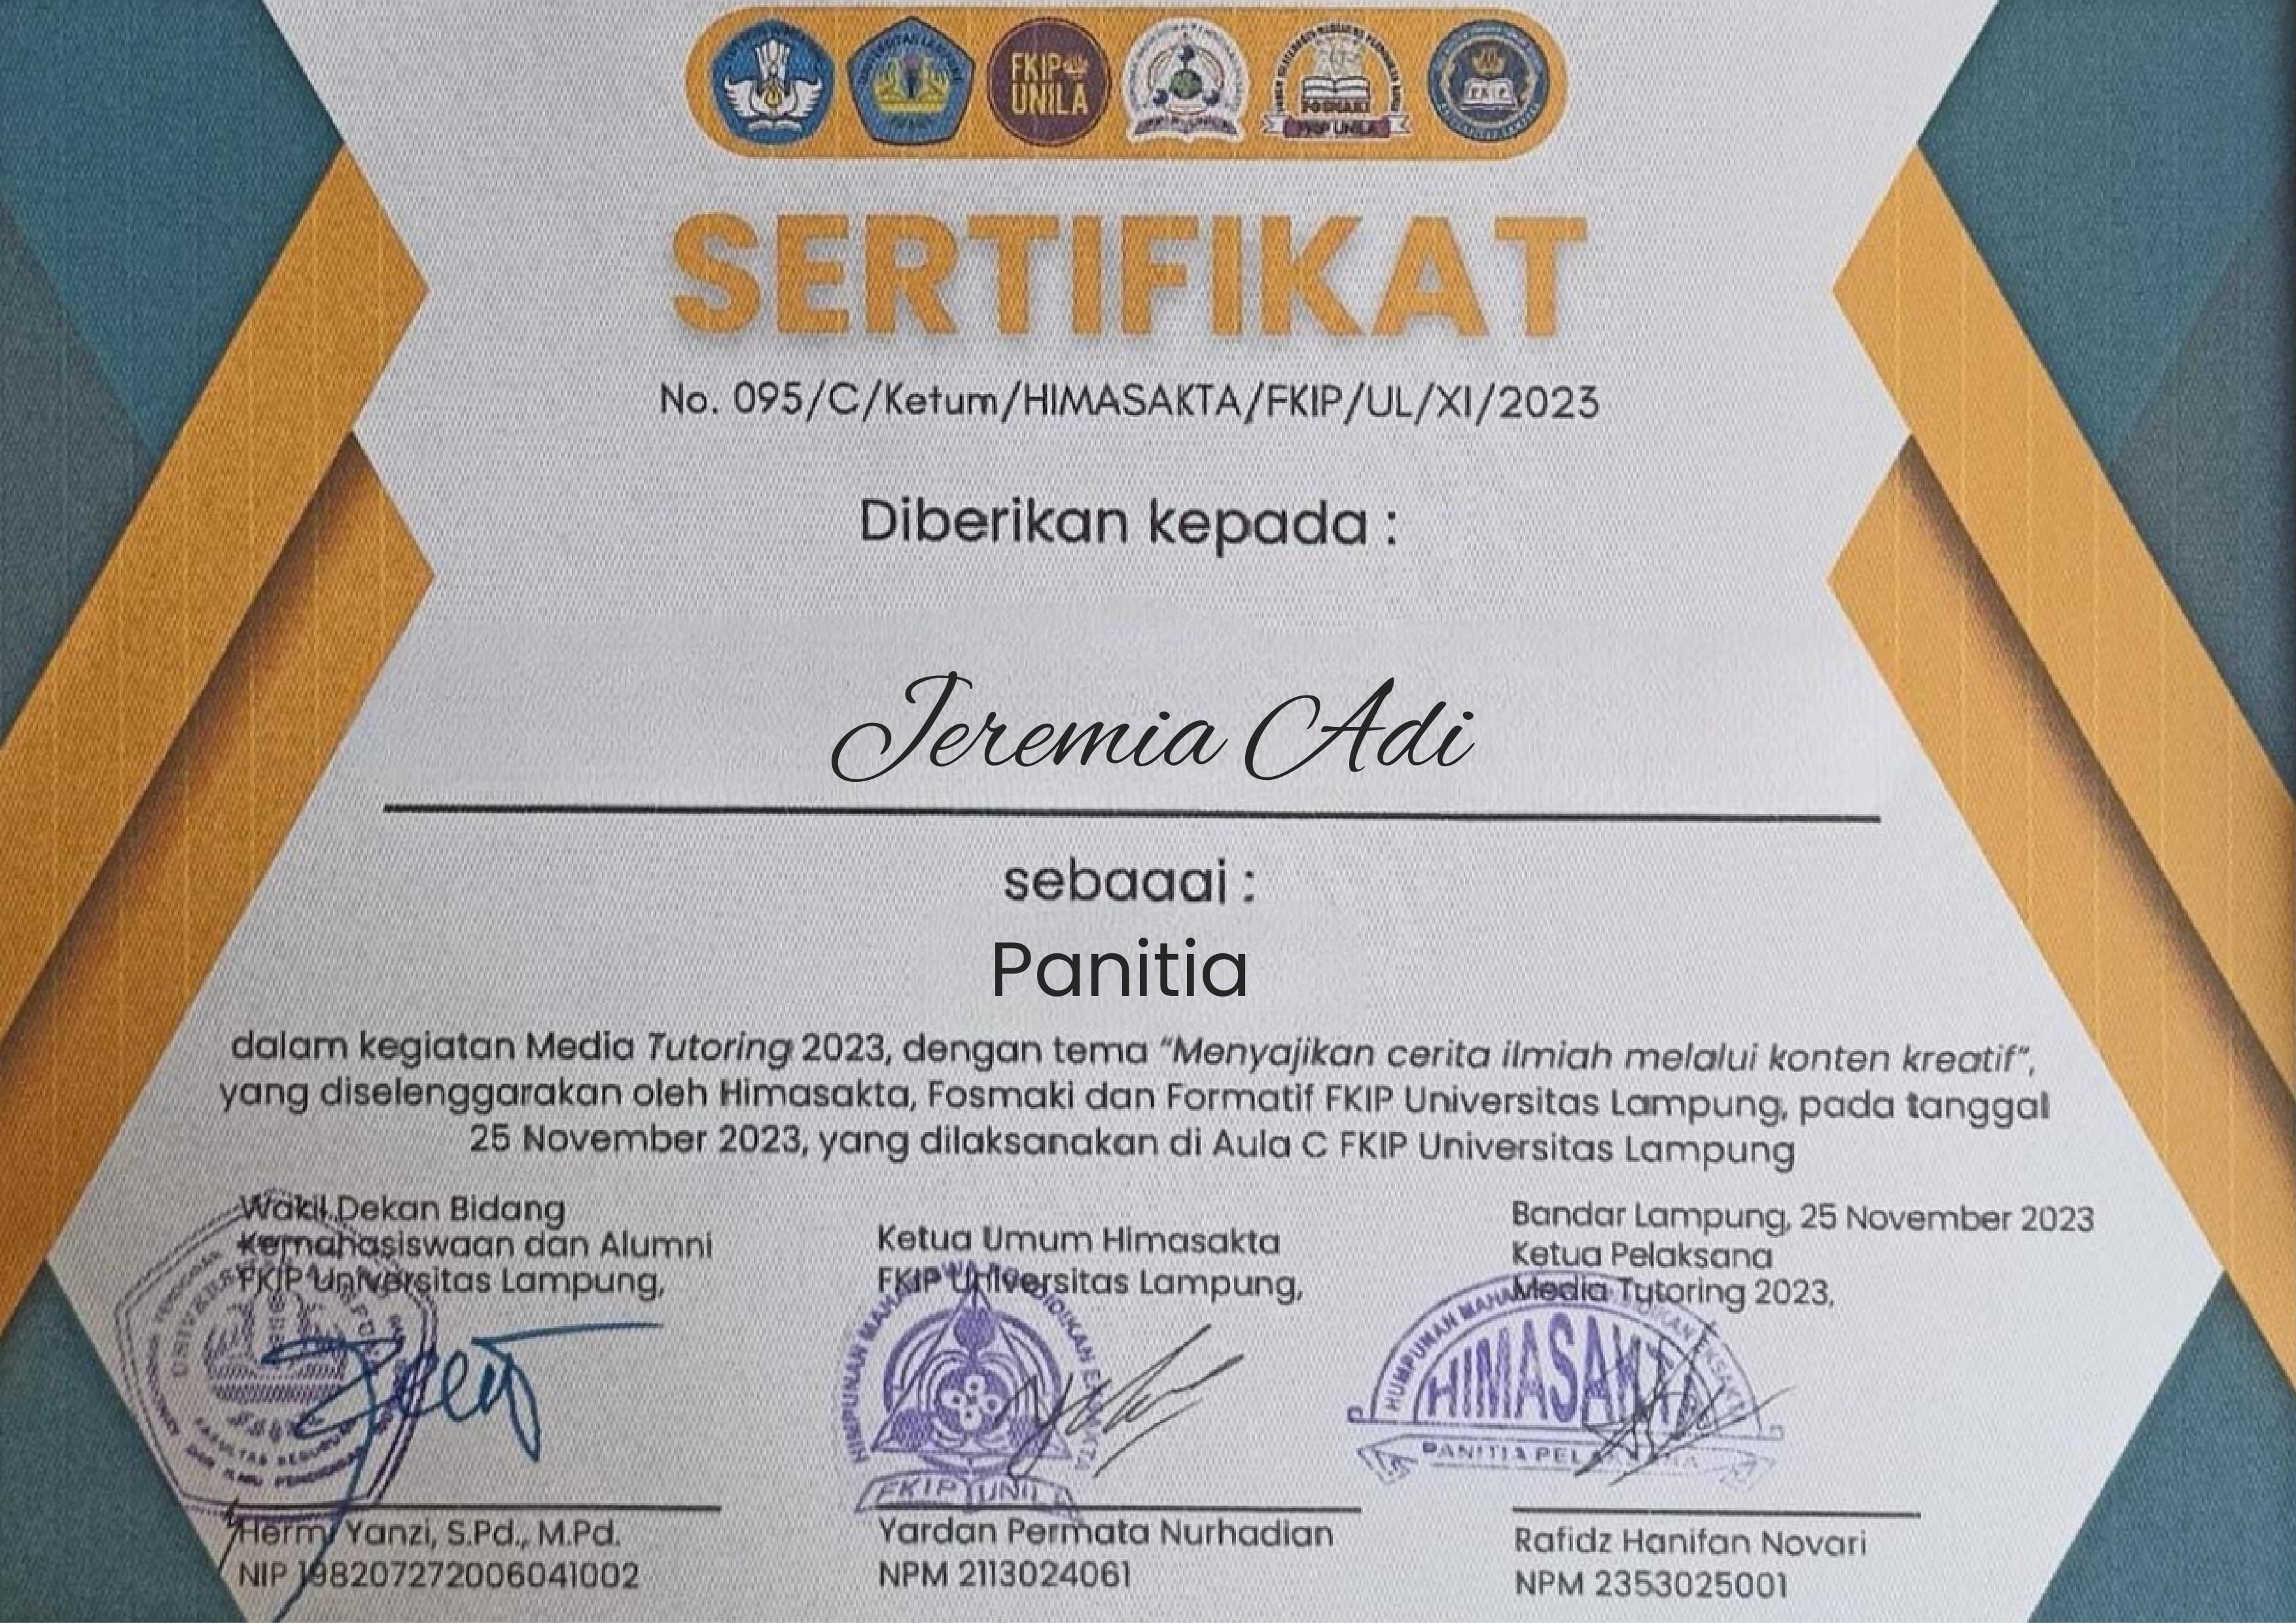 FKIP
UNILA
FKIP UNILA
FKIP UNILA
SERTIFIKAT
No. 095/C/Ketum/HIMASAKTA/FKIP/UL/XI/2023
Diberikan kepada :
Jeremia Adi
sebaaai :
Panitia
dalam kegiatan Media Tutoring 2023, dengan tema “Menyajikan cerita ilmiah melalui konten kreatif”,
yang diselenggarakan oleh Himasakta, Fosmaki dan Formatif FKIP Universitas Lampung, pada tanggal
25 November 2023, yang dilaksanakan di Aula C FKIP Universitas Lampung
Wakil Dekan Bidang
Kemahasiswaan dan Alumni
FKIP Universitas Lampung,
Ketua Umum Himasakta
FKIP Universitas Lampung,
Bandar Lampung, 25 November 2023
Ketua Pelaksana
Media Tutoring 2023,
FKIP UNILA
HIMASAKTA
PANITIA PELAKSANA
Hermi Yanzi, S.Pd., M.Pd.
NIP 198207272006041002
Yardan Permata Nurhadian
NPM 2113024061
Rafidz Hanifan Novari
NPM 2353025001